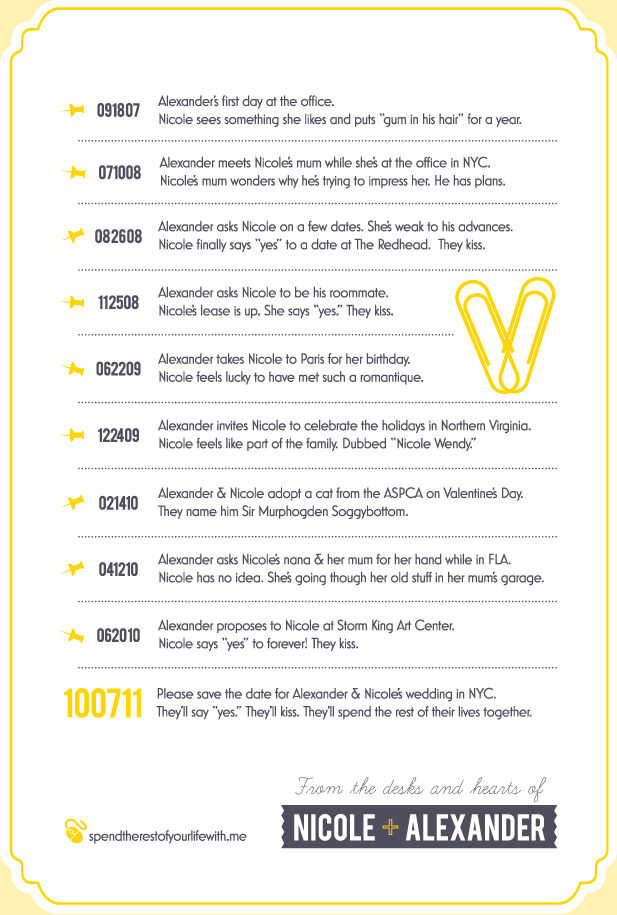 091807 Alexander's first day at the office.
Nicole sees something she likes and puts "gum in his hair" for a year.
071008 Alexander meets Nicole's mum while she's at the office in NYC.
Nicole's mum wonders why he's trying to impress her. He has plans.
082608 Alexander asks Nicole on a few dates. She's weak to his advances.
Nicole finally says "yes" to a date at The Redhead. They kiss.
112508 Alexander asks Nicole to be his roommate.
Nicole's lease is up. She says "yes." They kiss.
062209 Alexander takes Nicole to Paris for her birthday.
Nicole feels lucky to have met such a romantique.
122409 Alexander invites Nicole to celebrate the holidays in Northern Virginia.
Nicole feels like part of the family. Dubbed "Nicole Wendy."
021410 Alexander & Nicole adopt a cat from the ASPCA on Valentine's Day.
They name him Sir Murphogden Soggybottom.
041210 Alexander asks Nicole's nana & her mum for her hand while in FLA.
Nicole has no idea. She's going though her old stuff in her mum's garage.
062010 Alexander proposes to Nicole at Storm King Art Center.
Nicole says "yes" to forever! They kiss.
100711 Please save the date for Alexander & Nicole's wedding in NYC.
They'll say "yes." They'll kiss. They'll spend the rest of their lives together.
From the desks and hearts of
NICOLE + ALEXANDER
spendtherestofyourlifewith.me